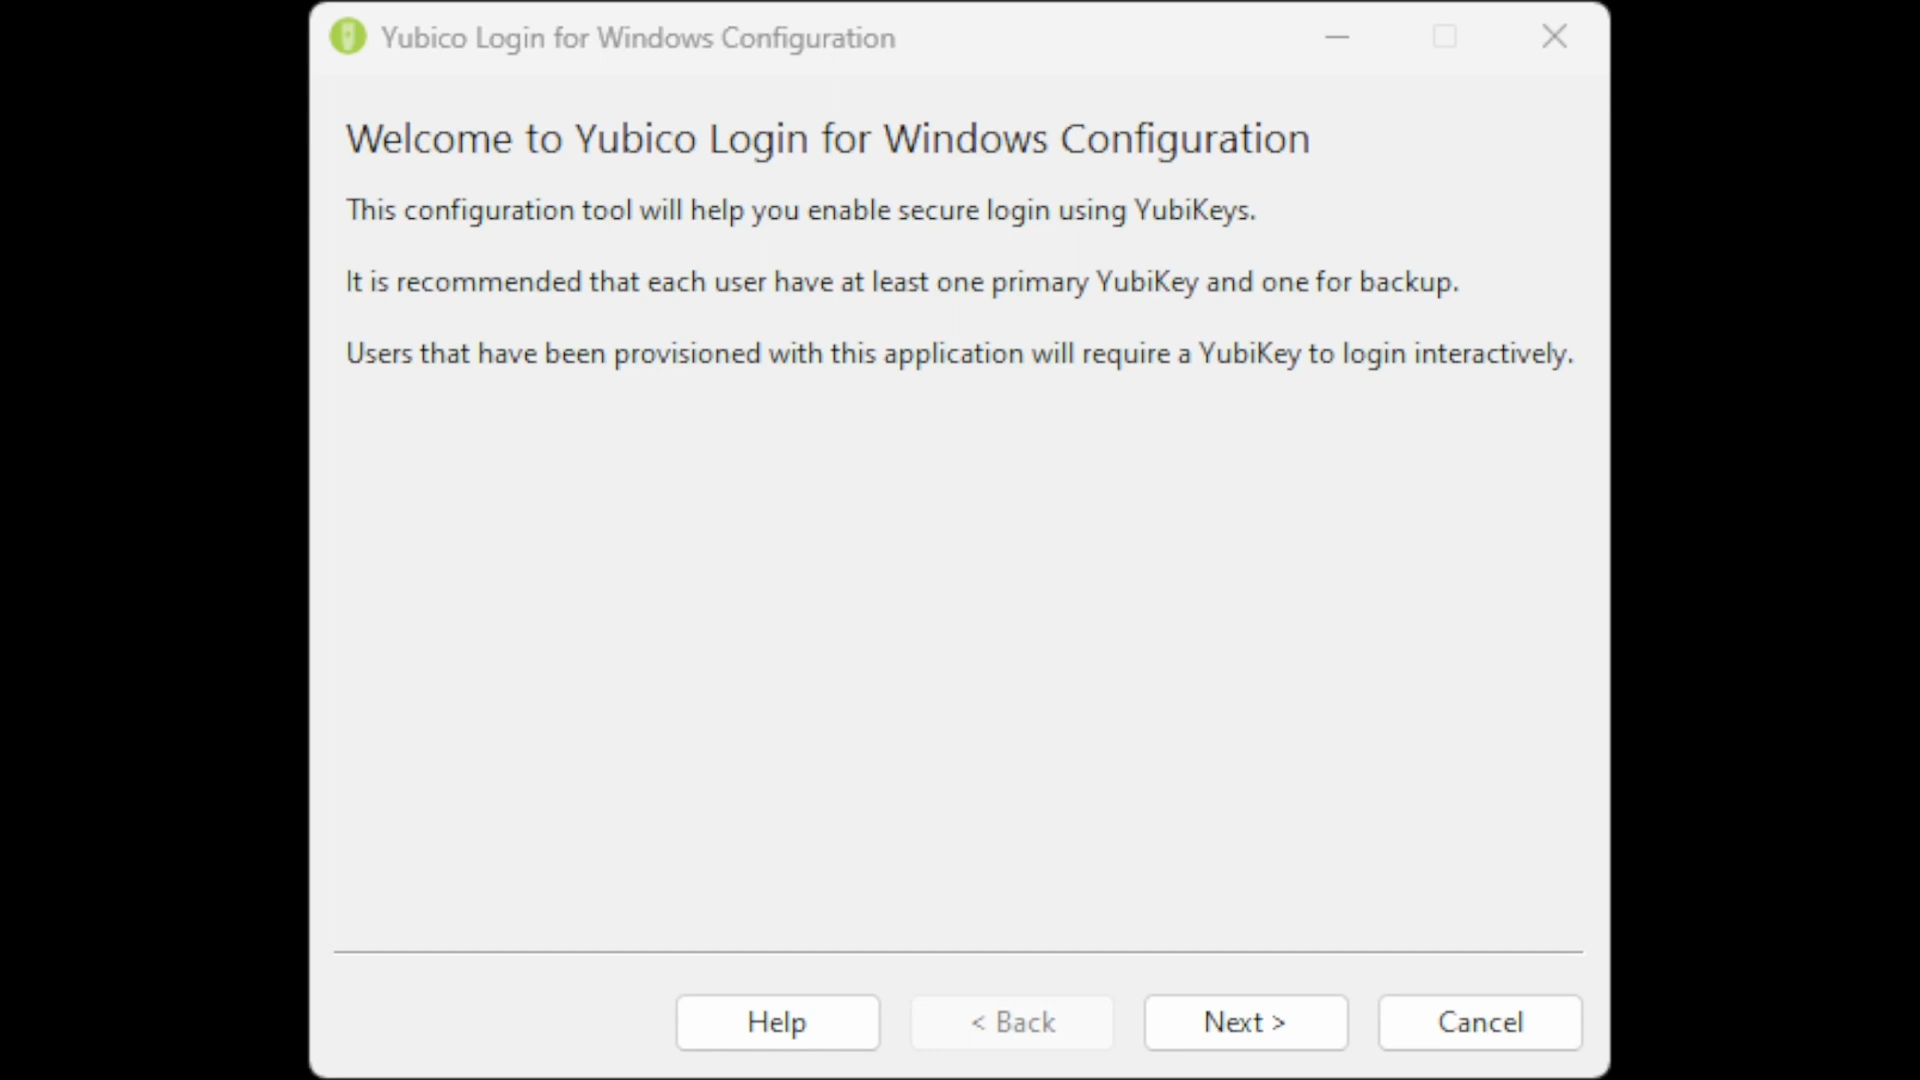 Yubico Login for Windows Configuration
Welcome to Yubico Login for Windows Configuration
This configuration tool will help you enable secure login using YubiKeys.
It is recommended that each user have at least one primary YubiKey and one for backup.
Users that have been provisioned with this application will require a YubiKey to login interactively.
Help < Back Next > Cancel